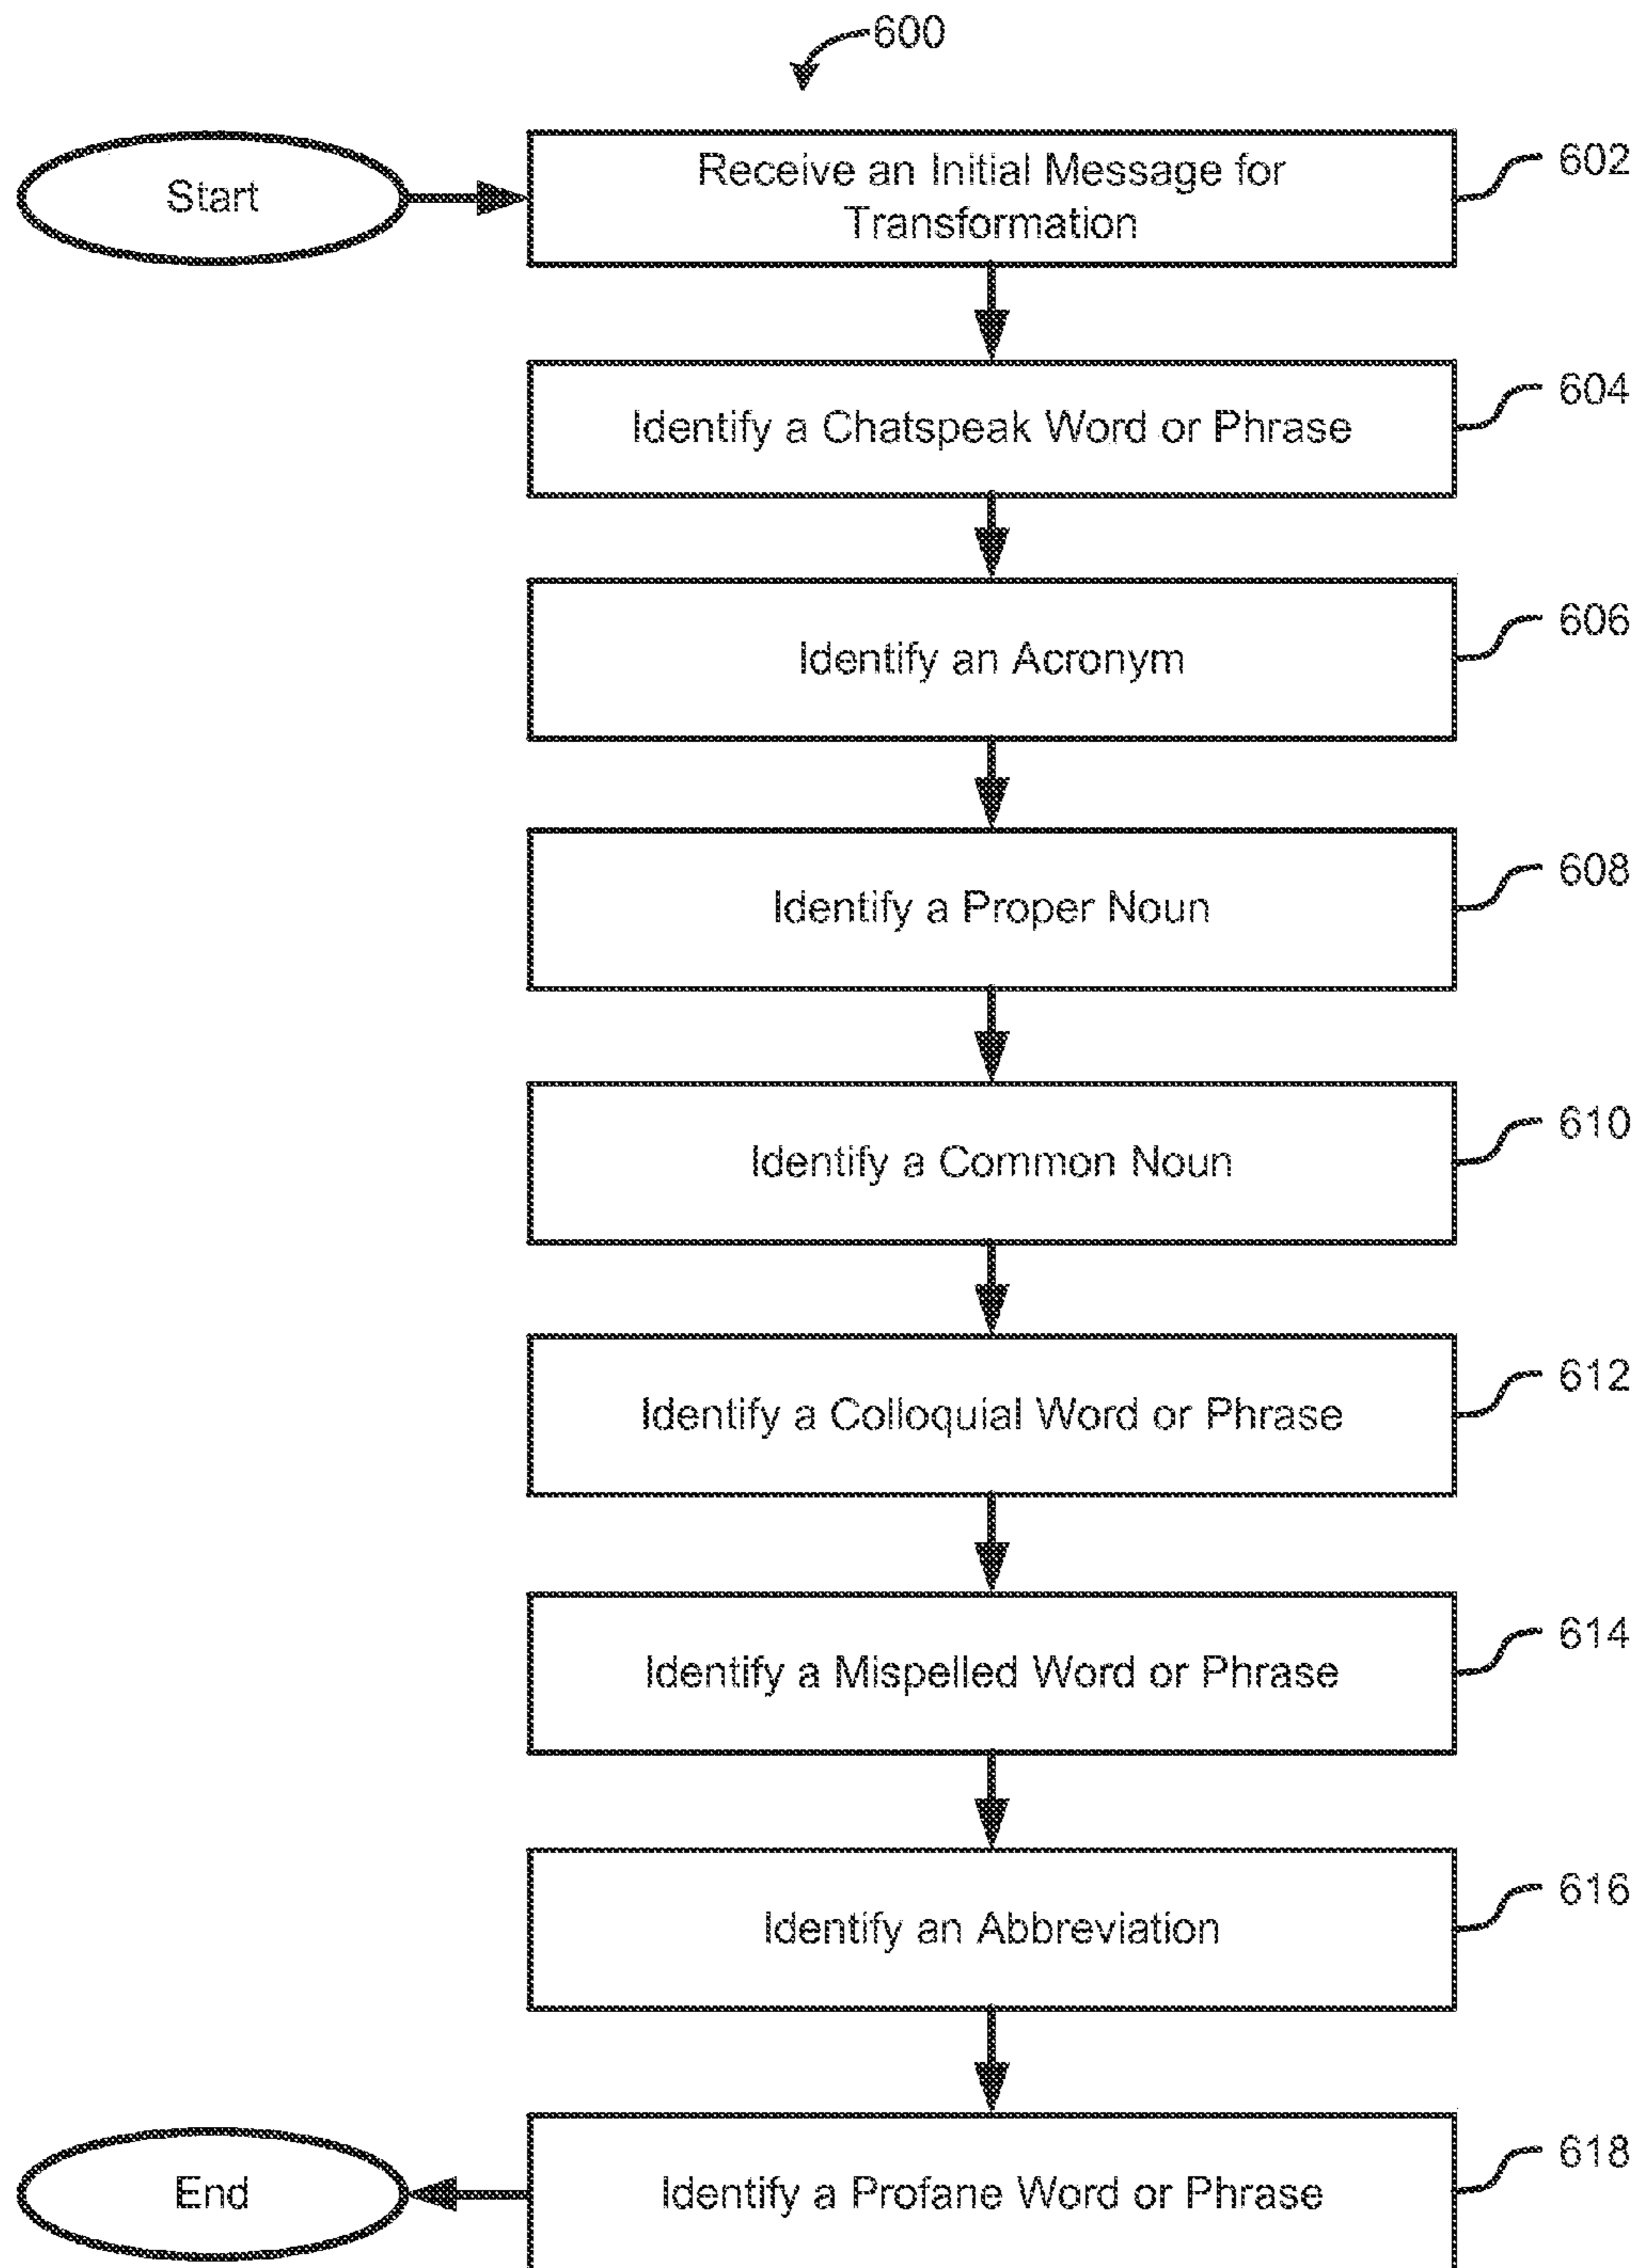 600
Start
Receive an Initial Message for
Transformation
602
Identify a Chatspeak Word or Phrase
604
Identify an Acronym
606
Identify a Proper Noun
608
Identify a Common Noun
610
Identify a Colloquial Word or Phrase
612
Identify a Mispelled Word or Phrase
614
Identify an Abbreviation
616
End
Identify a Profane Word or Phrase
618